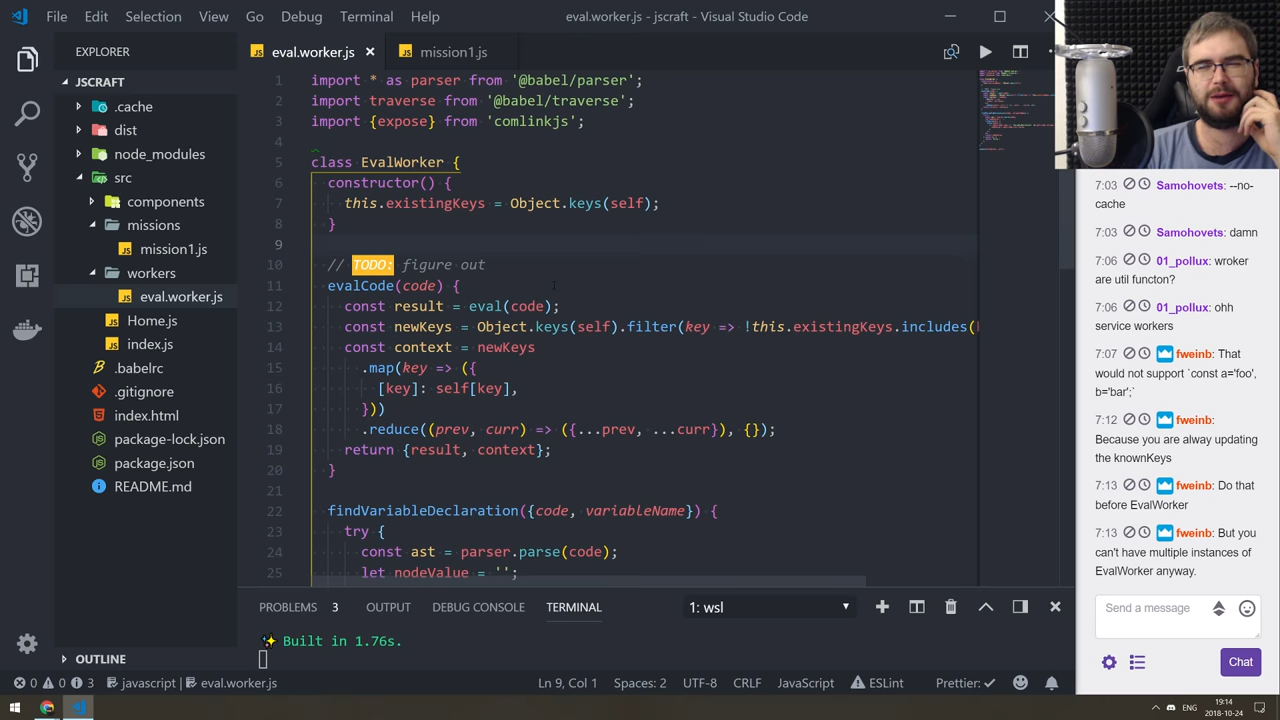 File Edit Selection View Go Debug Terminal Help
eval.worker.js - jscraft - Visual Studio Code
EXPLORER
JSCRAFT
.cache
dist
node_modules
src
components
missions
mission1.js
workers
eval.worker.js
Home.js
index.js
.babelrc
.gitignore
index.html
package-lock.json
package.json
README.md
OUTLINE
eval.worker.js
mission1.js
1 import * as parser from '@babel/parser';
2 import traverse from '@babel/traverse';
3 import {expose} from 'comlinkjs';
4
5 class EvalWorker {
6 constructor() {
7 this.existingKeys = Object.keys(self);
8 }
9
10 // TODO: figure out
11 evalCode(code) {
12 const result = eval(code);
13 const newKeys = Object.keys(self).filter(key => !this.existingKeys.includes(
14 const context = newKeys
15 .map(key => ({
16 [key]: self[key],
17 }))
18 .reduce((prev, curr) => ({...prev, ...curr}), {});
19 return {result, context};
20 }
21
22 findVariableDeclaration({code, variableName}) {
23 try {
24 const ast = parser.parse(code);
25 let nodeValue = '';
PROBLEMS 3 OUTPUT DEBUG CONSOLE TERMINAL
1: wsl
✨ Built in 1.76s.
0 0 3 javascript eval.worker.js
Ln 9, Col 1 Spaces: 2 UTF-8 CRLF JavaScript ESLint Prettier: ✓
7:03 Samohovets: --no-
cache
7:03 Samohovets: damn
7:06 01_pollux: wroker
are util functon?
7:06 01_pollux: ohh
service workers
7:07 fweinb: That
would not support `const a='foo',
b='bar';`
7:12 fweinb:
Because you are alway updating
the knownKeys
7:13 fweinb: Do that
before EvalWorker
7:13 fweinb: But you
can't have multiple instances of
EvalWorker anyway.
Send a message
Chat
ENG
19:14
2018-10-24